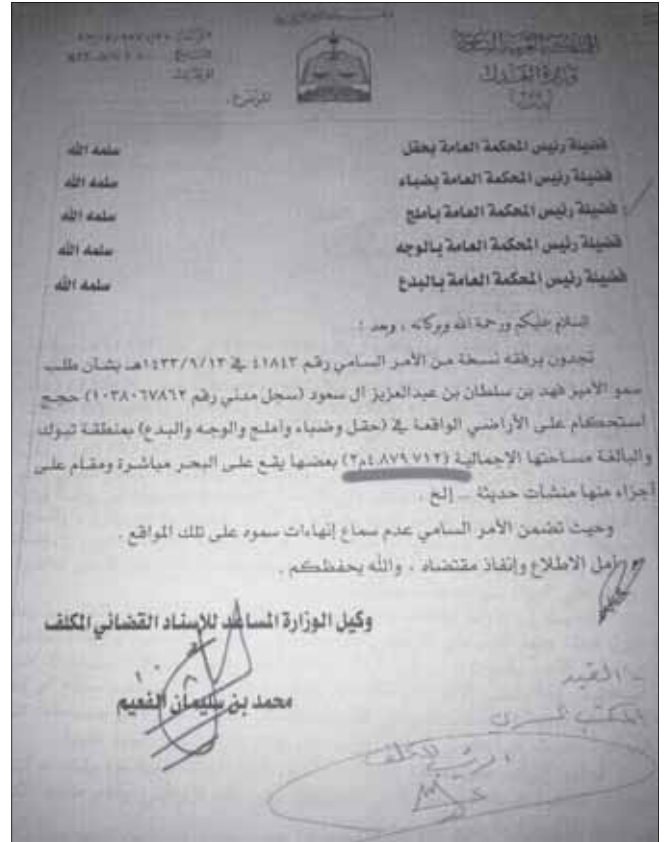 المملكة العربية السعودية
وزارة العدل
الموضوع :
فضيلة رئيس المحكمة العامة بحقل سلمه الله
فضيلة رئيس المحكمة العامة بضباء سلمه الله
فضيلة رئيس المحكمة العامة بأملج سلمه الله
فضيلة رئيس المحكمة العامة بالوجه سلمه الله
فضيلة رئيس المحكمة العامة بالبدع سلمه الله
السلام عليكم ورحمة الله وبركاته ، وبعد :
تجدون برفقه نسخة من الأمر السامي رقم ٤١٨٤٣ في ١٤٣٣/٩/١٣هـ بشأن طلب
سمو الأمير فهد بن سلطان بن عبدالعزيز آل سعود (سجل مدني رقم ١٠٣٨٠٦٧٨٦٢) حجج
استحكام على الأراضي الواقعة في (حقل وضباء واملج والوجه والبدع) بمنطقة تبوك
والبالغة مساحتها الإجمالية (٤،٨٧٩،٧١٢م٢) بعضها يقع على البحر مباشرة ومقام على
أجزاء منها منشآت حديثة ... إلخ .
وحيث تضمن الأمر السامي عدم سماع إنهاءات سموه على تلك المواقع .
آمل الاطلاع وإنفاذ مقتضاه ، والله يحفظكم .
وكيل الوزارة المساعد للإسناد القضائي المكلف
محمد بن سليمان الفعيم
- القيد